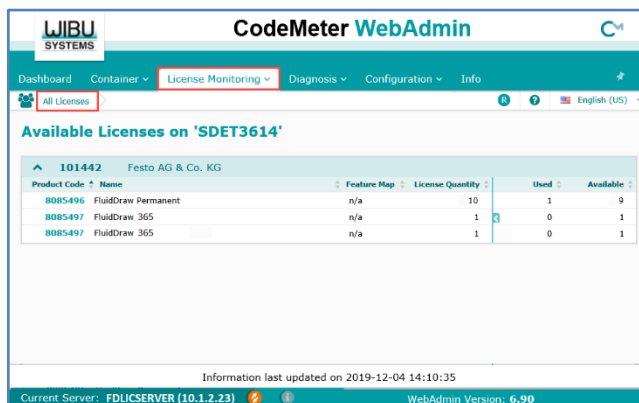 WIBU
SYSTEMS
CodeMeter WebAdmin
Dashboard Container License Monitoring Diagnosis Configuration Info
All Licenses R ? English (US)
Available Licenses on 'SDET3614'
101442 Festo AG & Co. KG
Product Code Name Feature Map License Quantity Used Available
8085496 FluidDraw Permanent n/a 10 1 9
8085497 FluidDraw 365 n/a 1 0 1
8085497 FluidDraw 365 n/a 1 0 1
Information last updated on 2019-12-04 14:10:35
Current Server: FDLICSERVER (10.1.2.23) WebAdmin Version: 6.90